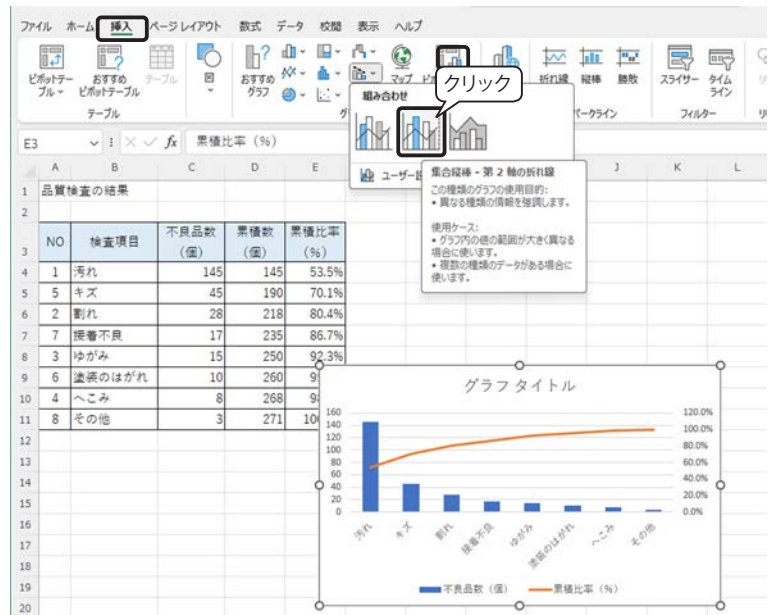 ファイル ホーム 挿入 ページ レイアウト 数式 データ 校閲 表示 ヘルプ
ピボットテーブル おすすめピボットテーブル テーブル 図 おすすめグラフ マップ 折れ線 縦棒 勝敗 スライサー タイムライン
テーブル フィルター
クリック
組み合わせ
E3 fx 累積比率（%）
集合縦棒 - 第 2 軸の折れ線
この種類のグラフの使用目的:
• 異なる種類の情報を強調します。
使用ケース:
• グラフ内の値の範囲が大きく異なる
場合に使います。
• 複数の種類のデータがある場合に
使います。
A B C D E J K L
1 品質検査の結果
2
3 NO 検査項目 不良品数（個） 累積数（個） 累積比率（%）
4 1 汚れ 145 145 53.5%
5 5 キズ 45 190 70.1%
6 2 割れ 28 218 80.4%
7 7 接着不良 17 235 86.7%
8 3 ゆがみ 15 250 92.3%
9 6 塗装のはがれ 10 260
10 4 へこみ 8 268
11 8 その他 3 271
12
13
14
15
16
17
18
19
20
グラフ タイトル
160 120.0%
140 100.0%
120 80.0%
100 60.0%
80 40.0%
60 20.0%
40 0.0%
20
0
汚れ キズ 割れ 接着不良 ゆがみ 塗装のはがれ へこみ その他
不良品数（個） 累積比率（%）